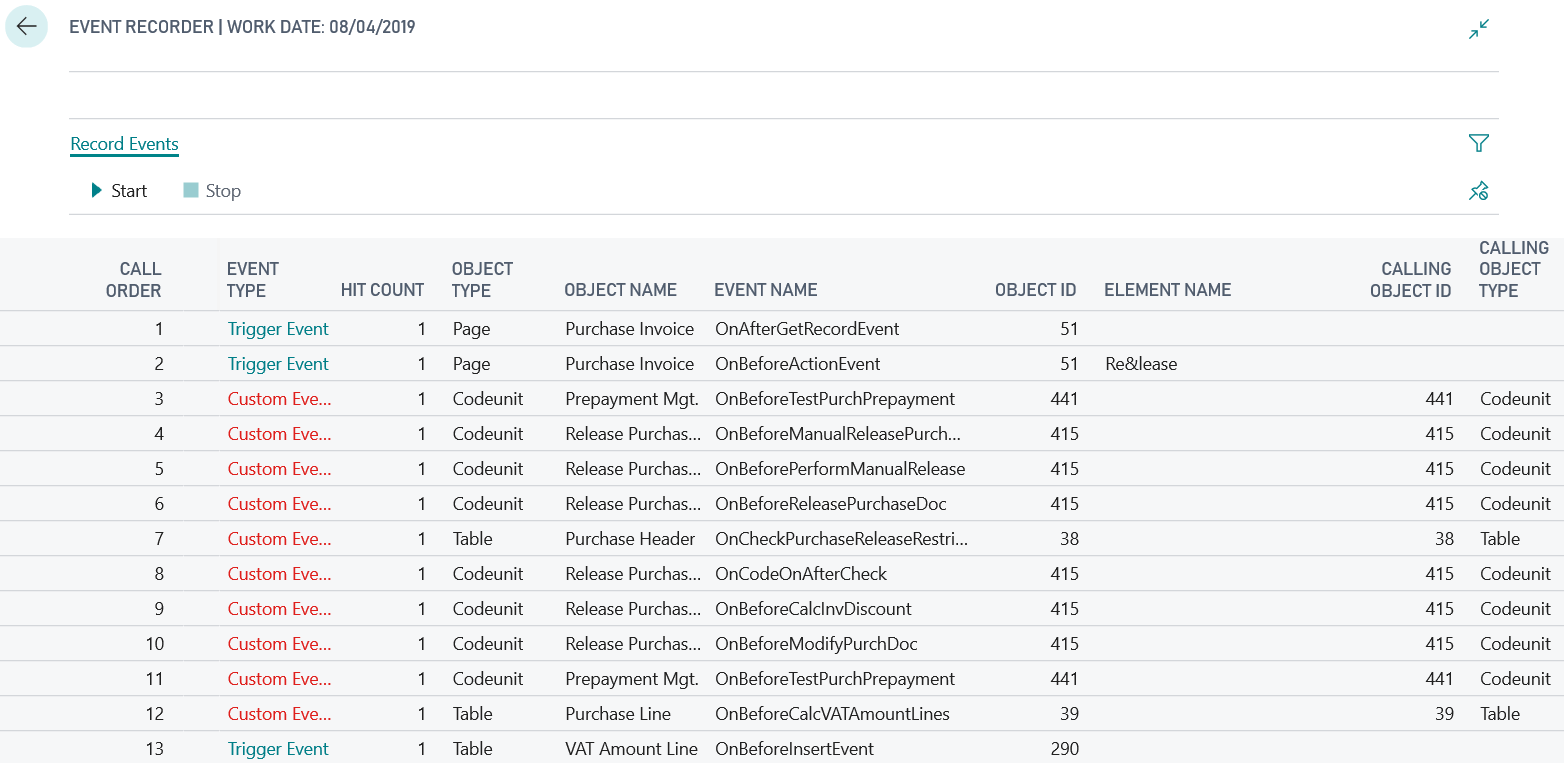 EVENT RECORDER | WORK DATE: 08/04/2019
Record Events
Start Stop
CALL ORDER EVENT TYPE HIT COUNT OBJECT TYPE OBJECT NAME EVENT NAME OBJECT ID ELEMENT NAME CALLING OBJECT ID CALLING OBJECT TYPE
1 Trigger Event 1 Page Purchase Invoice OnAfterGetRecordEvent 51
2 Trigger Event 1 Page Purchase Invoice OnBeforeActionEvent 51 Re&lease
3 Custom Eve... 1 Codeunit Prepayment Mgt. OnBeforeTestPurchPrepayment 441 441 Codeunit
4 Custom Eve... 1 Codeunit Release Purchas... OnBeforeManualReleasePurch... 415 415 Codeunit
5 Custom Eve... 1 Codeunit Release Purchas... OnBeforePerformManualRelease 415 415 Codeunit
6 Custom Eve... 1 Codeunit Release Purchas... OnBeforeReleasePurchaseDoc 415 415 Codeunit
7 Custom Eve... 1 Table Purchase Header OnCheckPurchaseReleaseRestri... 38 38 Table
8 Custom Eve... 1 Codeunit Release Purchas... OnCodeOnAfterCheck 415 415 Codeunit
9 Custom Eve... 1 Codeunit Release Purchas... OnBeforeCalcInvDiscount 415 415 Codeunit
10 Custom Eve... 1 Codeunit Release Purchas... OnBeforeModifyPurchDoc 415 415 Codeunit
11 Custom Eve... 1 Codeunit Prepayment Mgt. OnBeforeTestPurchPrepayment 441 441 Codeunit
12 Custom Eve... 1 Table Purchase Line OnBeforeCalcVATAmountLines 39 39 Table
13 Trigger Event 1 Table VAT Amount Line OnBeforeInsertEvent 290